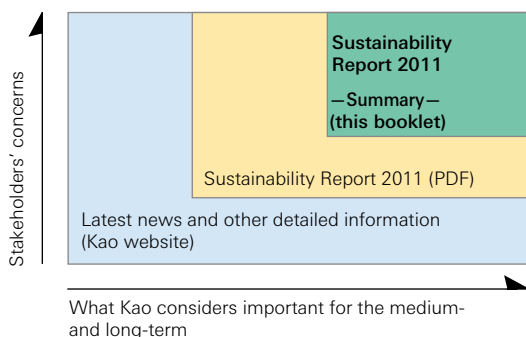 Stakeholders' concerns
Sustainability
Report 2011
—Summary—
(this booklet)
Sustainability Report 2011 (PDF)
Latest news and other detailed information
(Kao website)
What Kao considers important for the medium-
and long-term